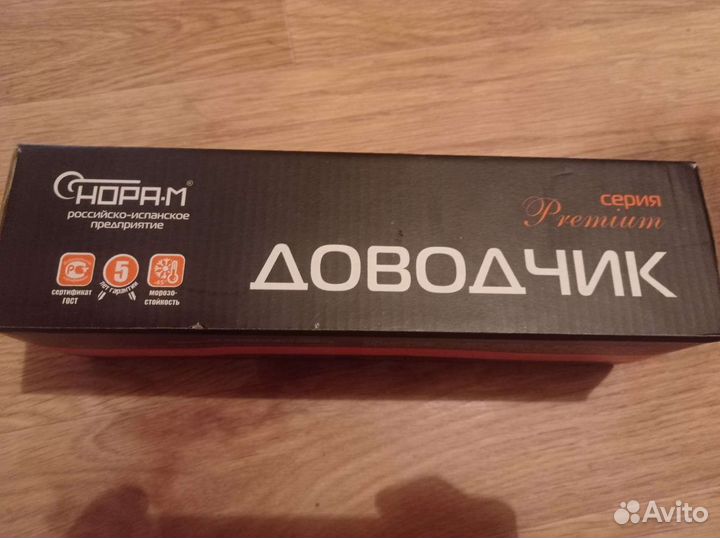 НОРА-М®
российско-испанское
предприятие
серия
Premium
ДОВОДЧИК
сертификат
ГОСТ
5
лет гарантии
морозо-
стойкость
Avito